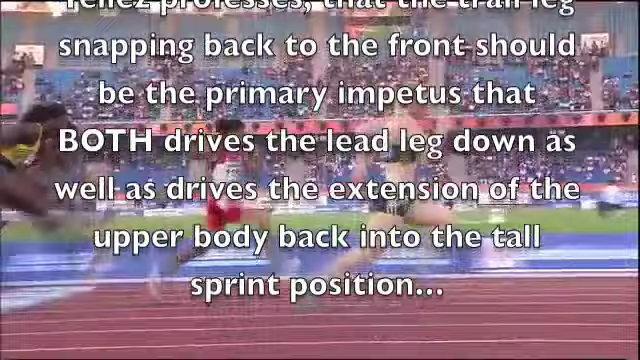 Tellez professes, that the trail leg
snapping back to the front should
be the primary impetus that
BOTH drives the lead leg down as
well as drives the extension of the
upper body back into the tall
sprint position...